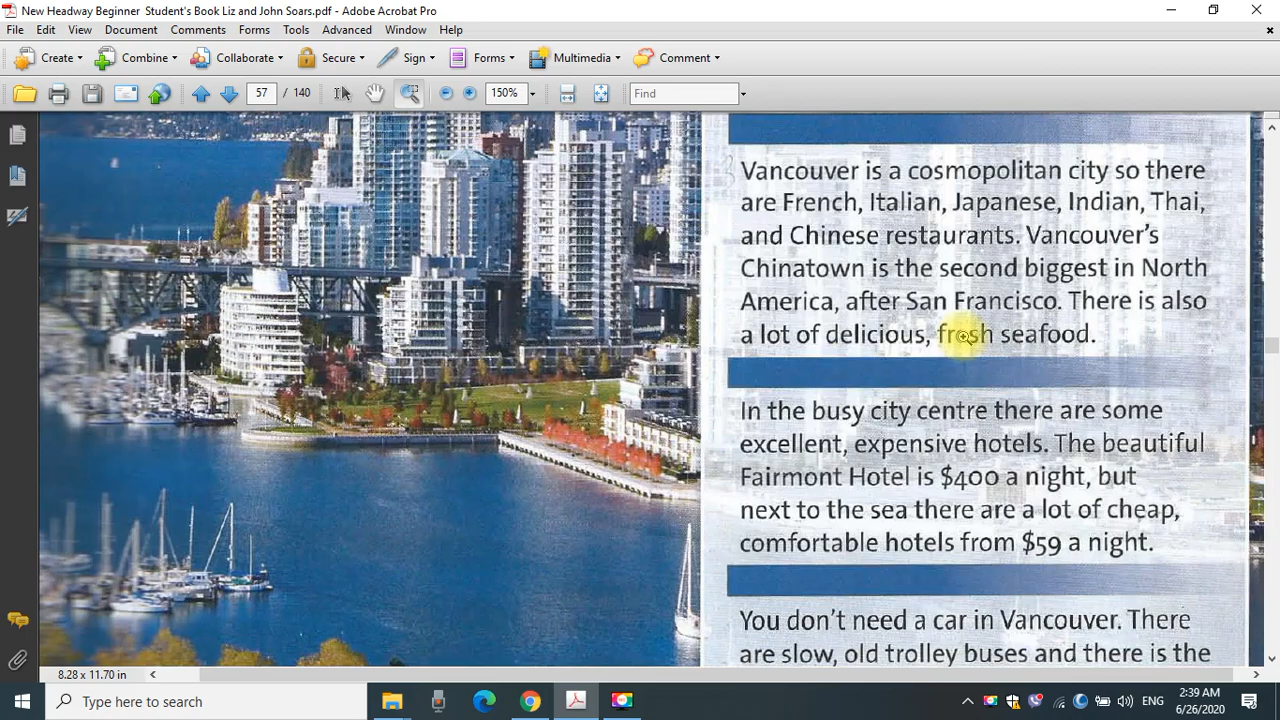 New Headway Beginner  Student's Book Liz and John Soars.pdf - Adobe Acrobat Pro
File Edit View Document Comments Forms Tools Advanced Window Help
Create Combine Collaborate Secure Sign Forms Multimedia Comment
57 / 140 150% Find
Vancouver is a cosmopolitan city so there
are French, Italian, Japanese, Indian, Thai,
and Chinese restaurants. Vancouver's
Chinatown is the second biggest in North
America, after San Francisco. There is also
a lot of delicious, fresh seafood.
In the busy city centre there are some
excellent, expensive hotels. The beautiful
Fairmont Hotel is $400 a night, but
next to the sea there are a lot of cheap,
comfortable hotels from $59 a night.
You don't need a car in Vancouver. There
are slow, old trolley buses and there is the
8.28 x 11.70 in
Type here to search
ENG
2:39 AM
6/26/2020